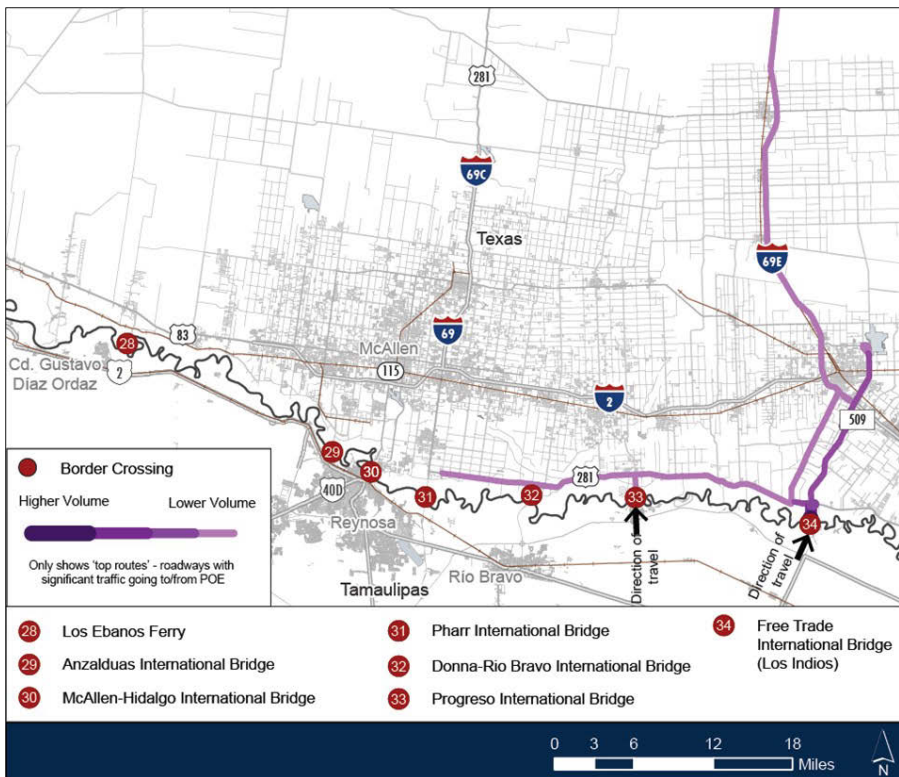 281
69C
Texas
69E
69
83
McAllen
28
Cd. Gustavo
Díaz Ordaz
2
115
2
509
29
30
281
Border Crossing
Higher Volume
Lower Volume
40D
31
32
33
34
Reynosa
Only shows 'top routes' - roadways with
significant traffic going to/from POE
Río Bravo
Tamaulipas
Direction of
travel
Direction of
travel
28 Los Ebanos Ferry
29 Anzalduas International Bridge
30 McAllen-Hidalgo International Bridge
31 Pharr International Bridge
32 Donna-Rio Bravo International Bridge
33 Progreso International Bridge
34 Free Trade
International Bridge
(Los Indios)
0 3 6 12 18
Miles
N